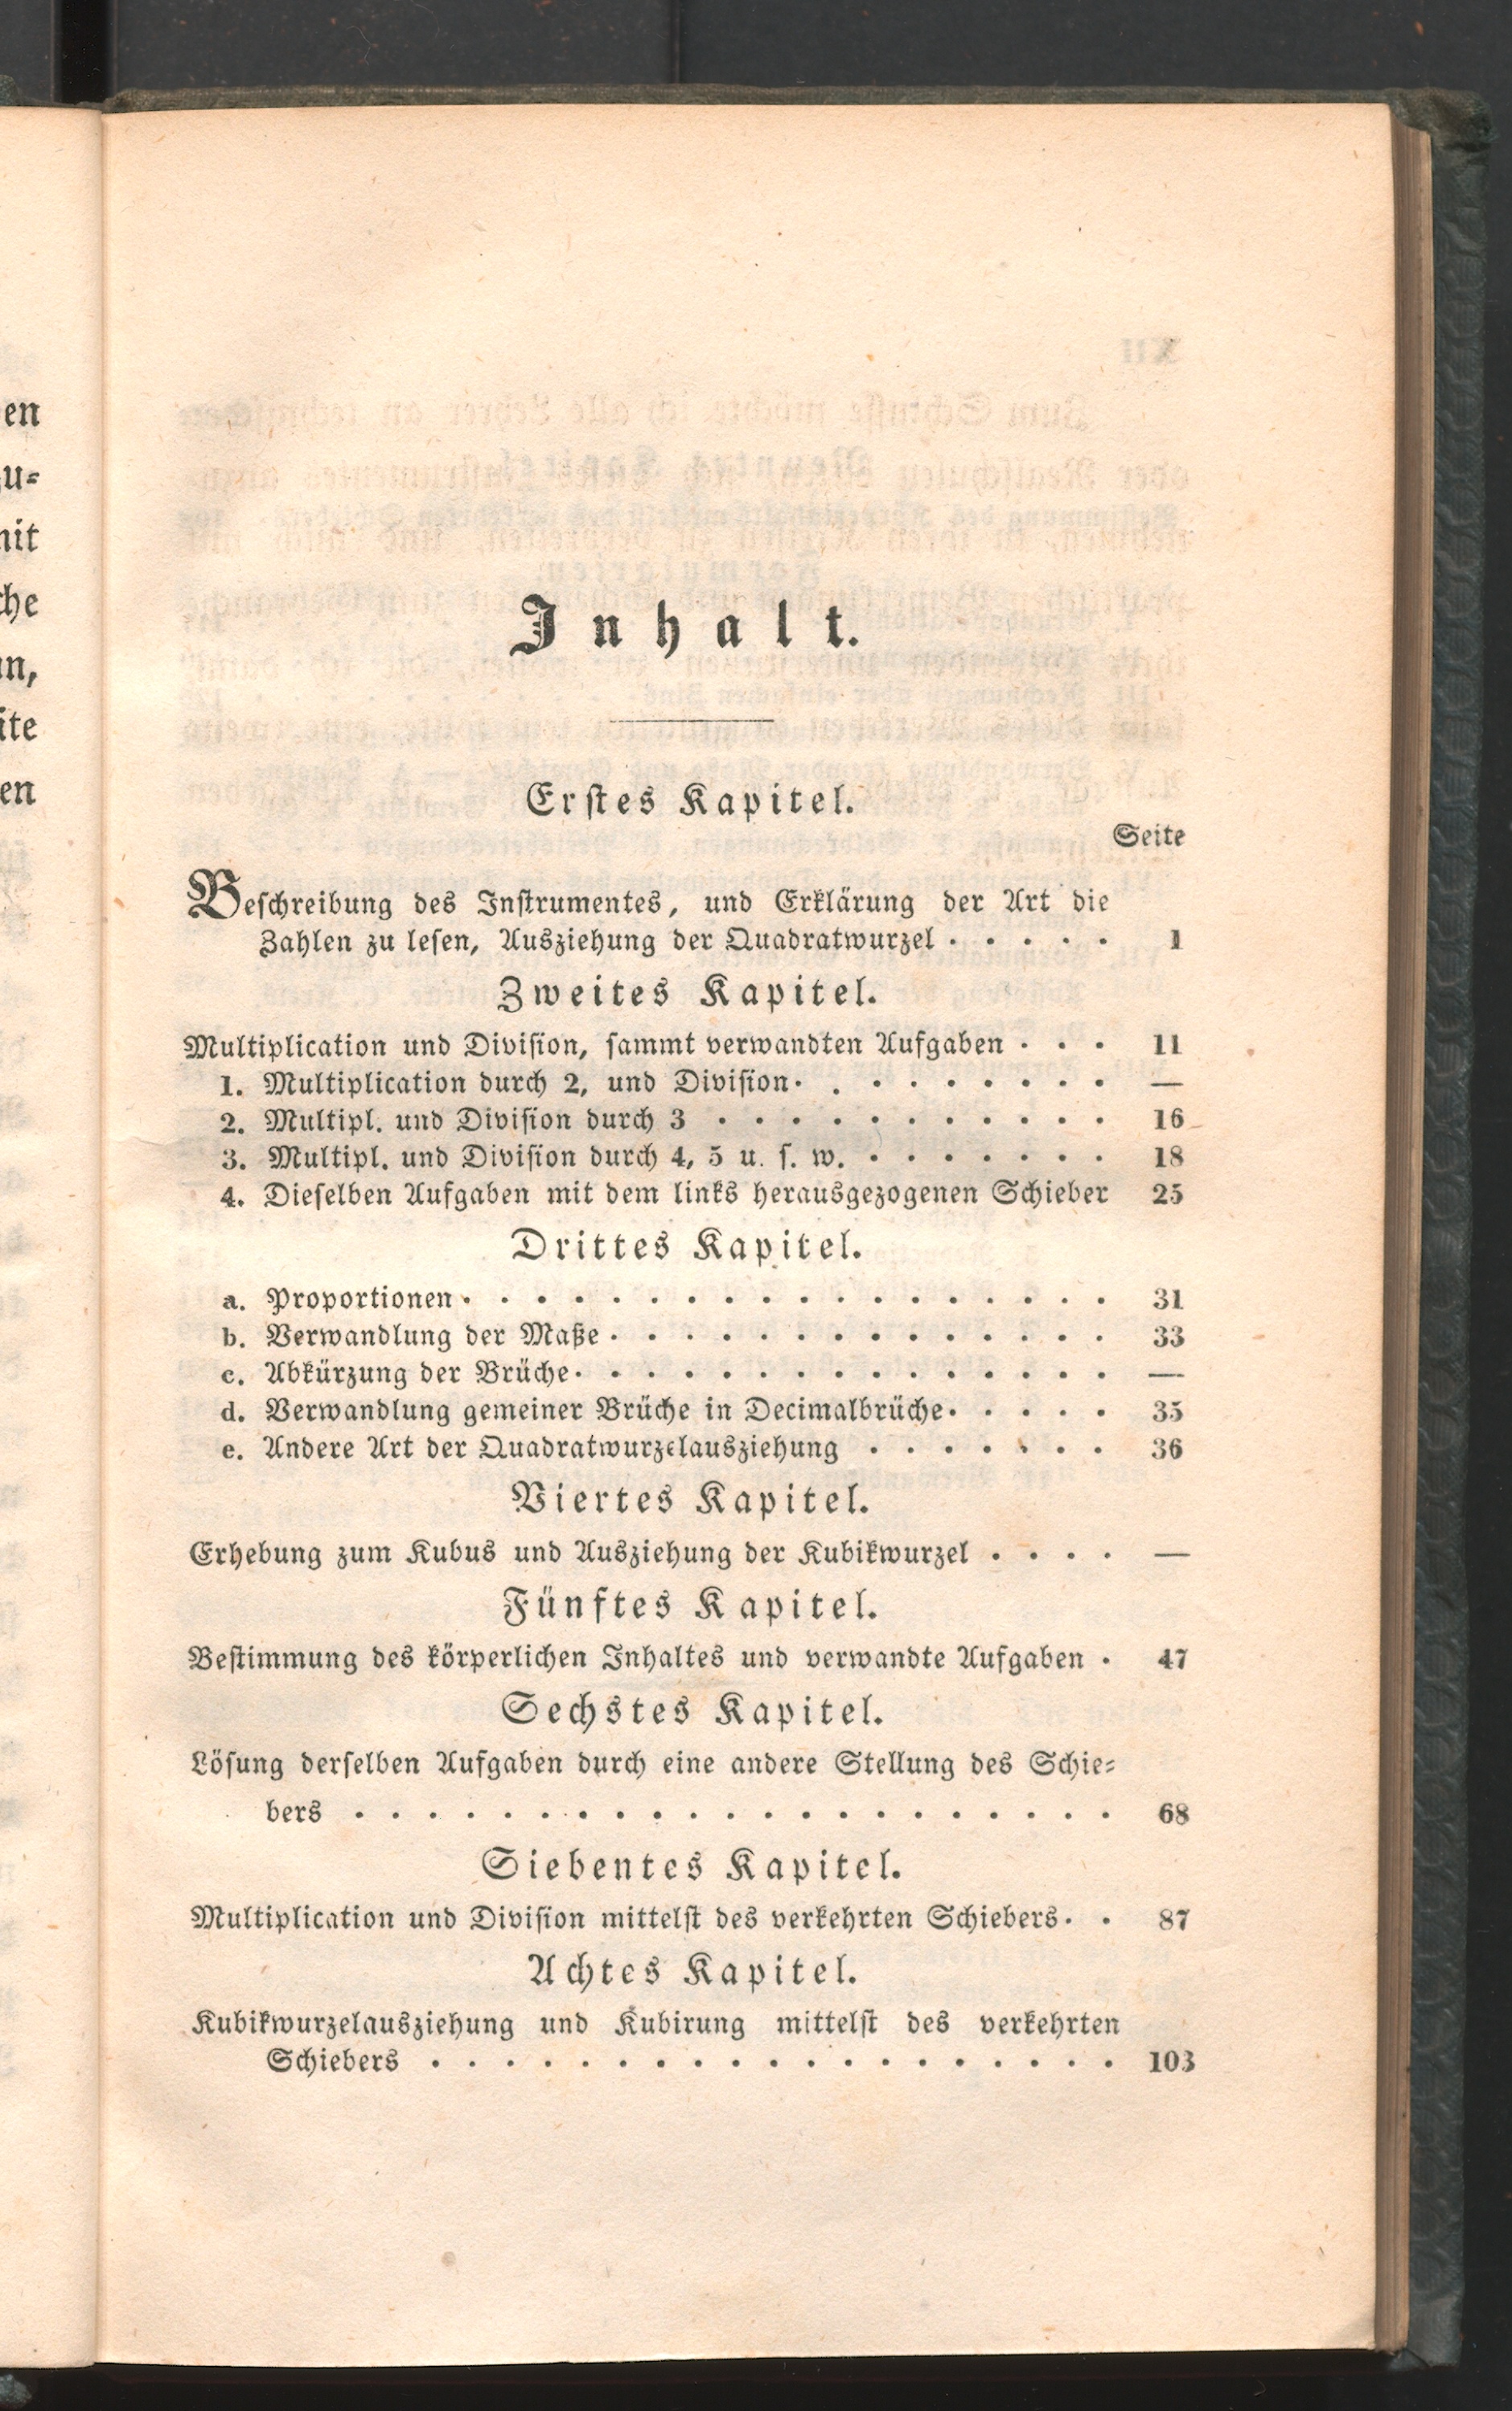 Inhalt.
Erstes Kapitel.
Seite
Beschreibung des Instrumentes, und Erklärung der Art die
Zahlen zu lesen, Ausziehung der Quadratwurzel . . . . . 1
Zweites Kapitel.
Multiplication und Division, sammt verwandten Aufgaben . . . 11
1. Multiplication durch 2, und Division . . . . . . . . . —
2. Multipl. und Division durch 3 . . . . . . . . . . . 16
3. Multipl. und Division durch 4, 5 u. s. w. . . . . . . . 18
4. Dieselben Aufgaben mit dem links herausgezogenen Schieber 25
Drittes Kapitel.
a. Proportionen . . . . . . . . . . . . . . . . . . 31
b. Verwandlung der Maße . . . . . . . . . . . . . . 33
c. Abkürzung der Brüche . . . . . . . . . . . . . . . —
d. Verwandlung gemeiner Brüche in Decimalbrüche . . . . . 35
e. Andere Art der Quadratwurzelausziehung . . . . . . . 36
Viertes Kapitel.
Erhebung zum Kubus und Ausziehung der Kubikwurzel . . . . —
Fünftes Kapitel.
Bestimmung des körperlichen Inhaltes und verwandte Aufgaben . 47
Sechstes Kapitel.
Lösung derselben Aufgaben durch eine andere Stellung des Schie-
bers . . . . . . . . . . . . . . . . . . . . . 68
Siebentes Kapitel.
Multiplication und Division mittelst des verkehrten Schiebers . . 87
Achtes Kapitel.
Kubikwurzelausziehung und Kubirung mittelst des verkehrten
Schiebers . . . . . . . . . . . . . . . . . . . 103